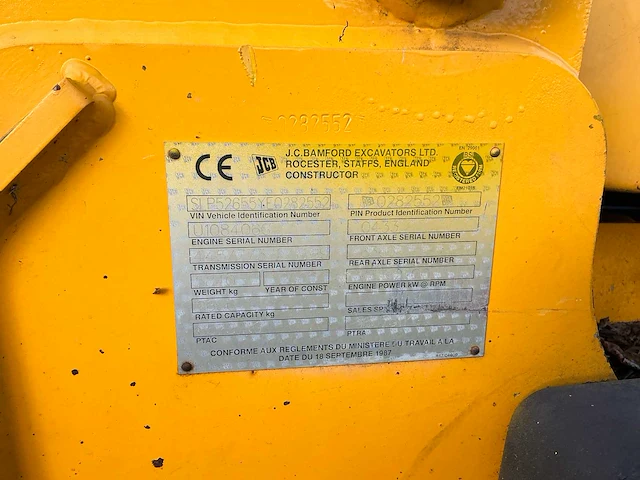 0282552
CE JCB
J.C.BAMFORD EXCAVATORS LTD.
ROCESTER, STAFFS, ENGLAND
CONSTRUCTOR
0282552
VIN Vehicle Identification Number
PIN Product Identification Number
ENGINE SERIAL NUMBER
FRONT AXLE SERIAL NUMBER
TRANSMISSION SERIAL NUMBER
REAR AXLE SERIAL NUMBER
WEIGHT kg
YEAR OF CONST
ENGINE POWER kW @ RPM
RATED CAPACITY kg
SALES
PTAC
PTRA
CONFORME AUX REGLEMENTS DU MINISTERE DU TRAVAIL A LA
DATE DU 18 SEPTEMBRE 1987